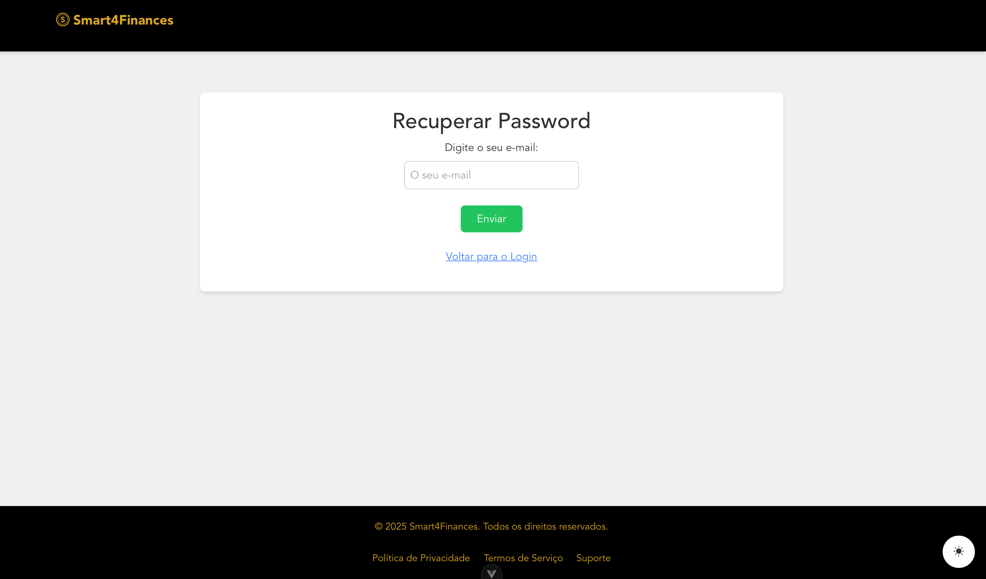 Smart4Finances
Recuperar Password
Digite o seu e-mail:
O seu e-mail
Enviar
Voltar para o Login
© 2025 Smart4Finances. Todos os direitos reservados.
Política de Privacidade Termos de Serviço Suporte